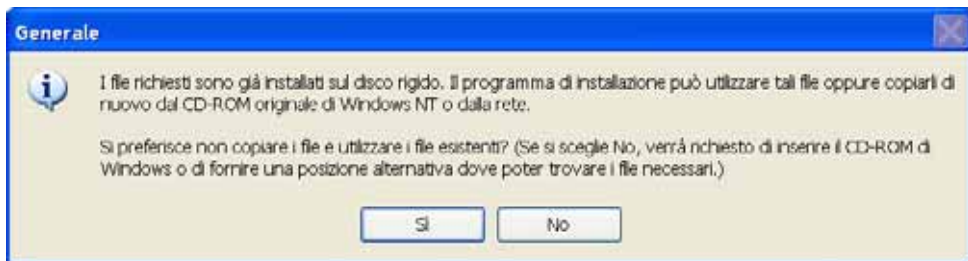 Generale
I file richiesti sono già installati sul disco rigido. Il programma di installazione può utilizzare tali file oppure copiarli di
nuovo dal CD-ROM originale di Windows NT o dalla rete.
Si preferisce non copiare i file e utilizzare i file esistenti? (Se si sceglie No, verrà richiesto di inserire il CD-ROM di
Windows o di fornire una posizione alternativa dove poter trovare i file necessari.)
Sì
No